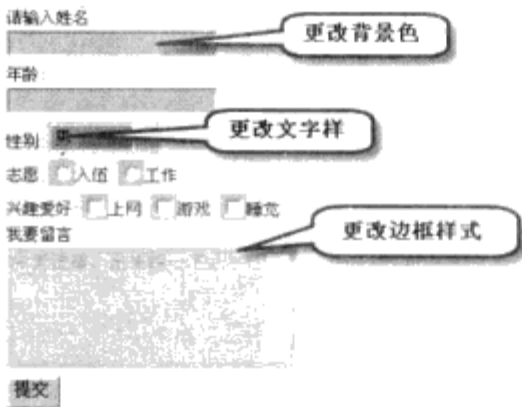 请输入姓名
更改背景色
年龄:
性别: 男
更改文字样
志愿: 入伍 工作
兴趣爱好: 上网 游戏 睡觉
我要留言
更改边框样式
提交